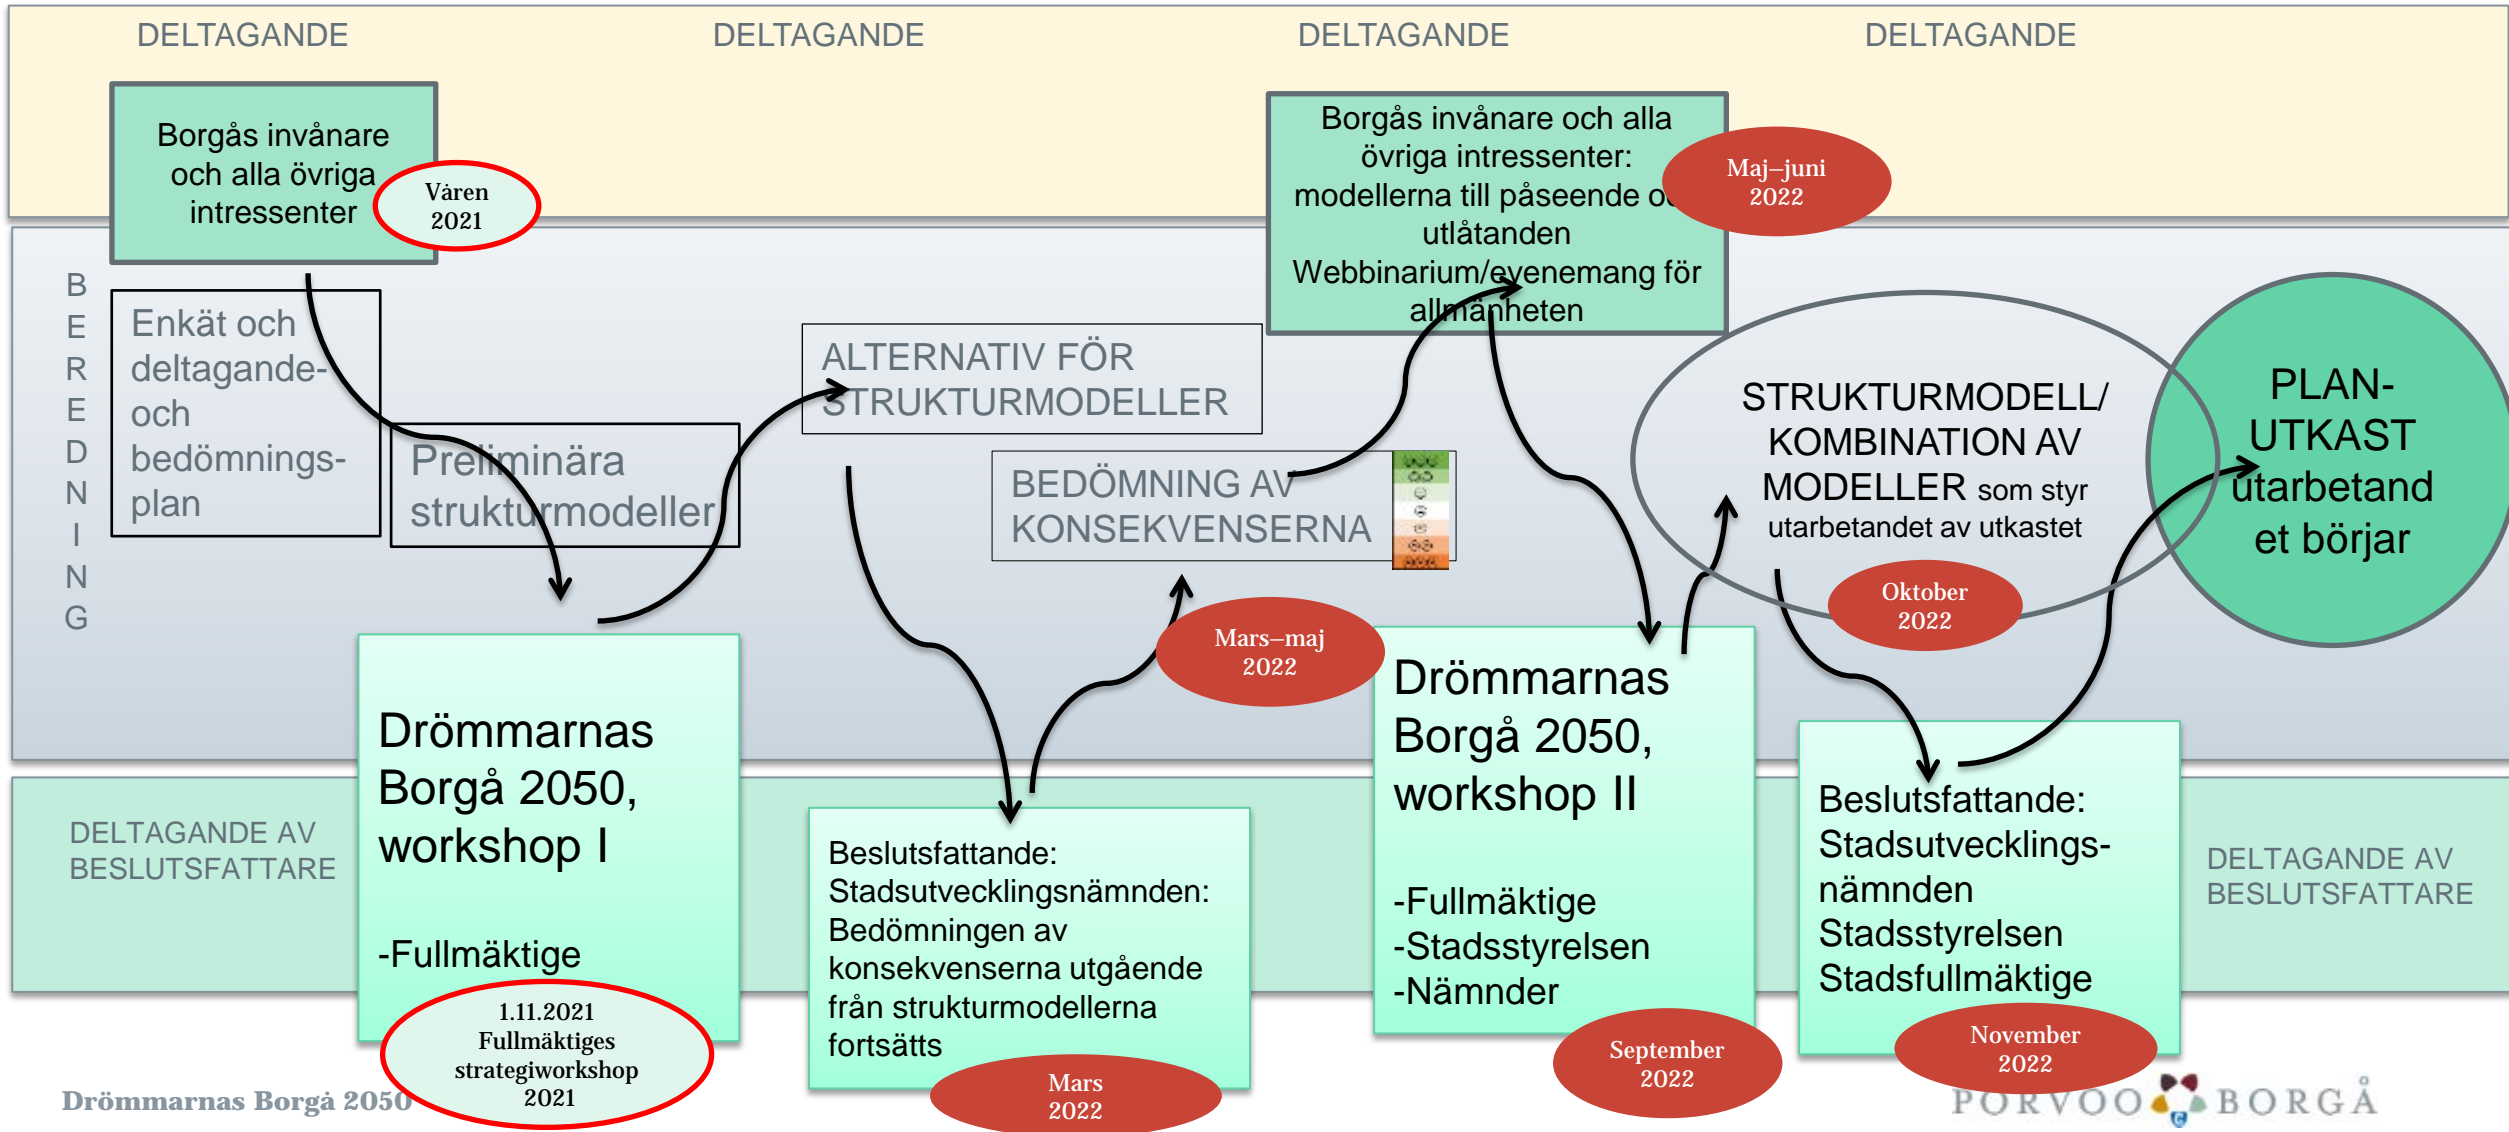 DELTAGANDE DELTAGANDE DELTAGANDE DELTAGANDE
Borgås invånare
och alla övriga
intressenter
Våren
2021
Borgås invånare och alla
övriga intressenter:
modellerna till påseende
utlåtanden
Webbinarium/evenemang för
allmänheten
Maj–juni
2022
BEREDNING
Enkät och
deltagande-
och
bedömnings-
plan
Preliminära
strukturmodeller
ALTERNATIV FÖR
STRUKTURMODELLER
BEDÖMNING AV
KONSEKVENSERNA
Mars–maj
2022
STRUKTURMODELL/
KOMBINATION AV
MODELLER som styr
utarbetandet av utkastet
Oktober
2022
PLAN-
UTKAST
utarbetand
et börjar
DELTAGANDE AV
BESLUTSFATTARE
Drömmarnas
Borgå 2050,
workshop I
-Fullmäktige
1.11.2021
Fullmäktiges
strategiworkshop
2021
Beslutsfattande:
Stadsutvecklingsnämnden:
Bedömningen av
konsekvenserna utgående
från strukturmodellerna
fortsätts
Mars
2022
Drömmarnas
Borgå 2050,
workshop II
-Fullmäktige
-Stadsstyrelsen
-Nämnder
September
2022
Beslutsfattande:
Stadsutvecklings-
nämnden
Stadsstyrelsen
Stadsfullmäktige
November
2022
DELTAGANDE AV
BESLUTSFATTARE
Drömmarnas Borgå 2050
PORVOO BORGÅ